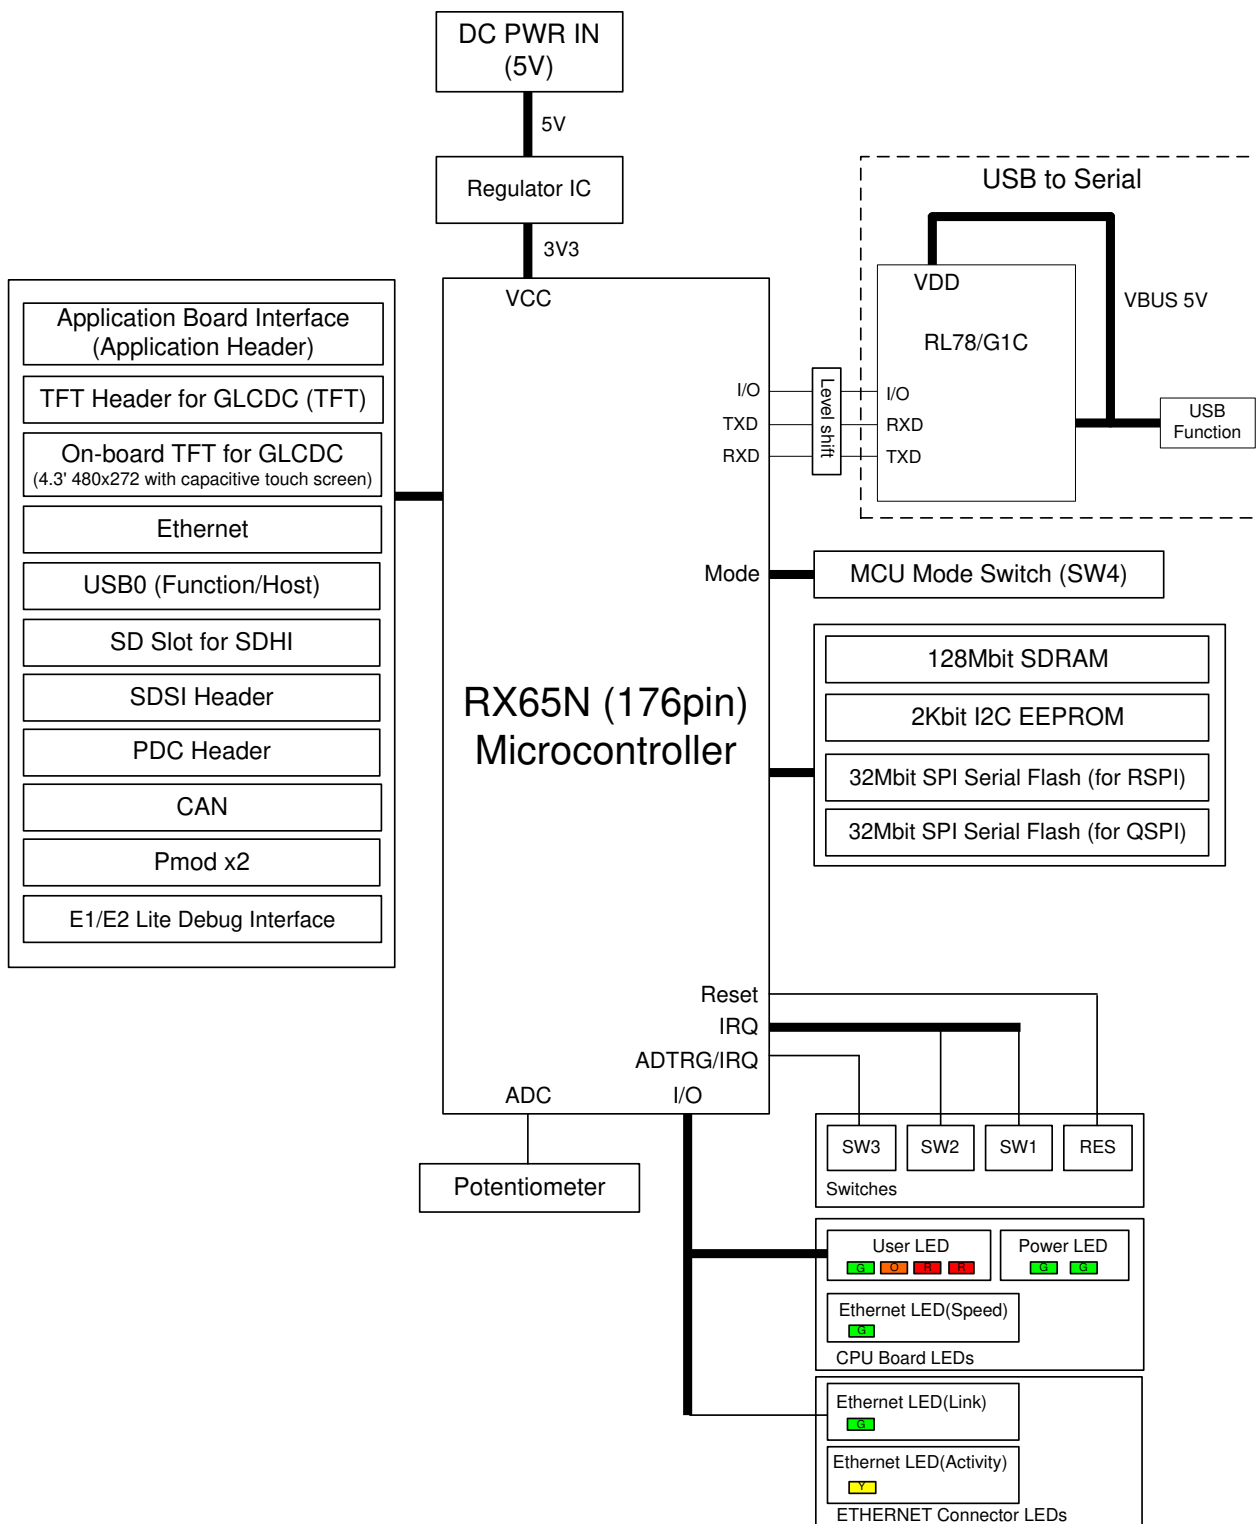 DC PWR IN
(5V)
5V
Regulator IC
3V3
USB to Serial
VDD
VBUS 5V
RL78/G1C
I/O
RXD
TXD
Level shift
USB
Function
Application Board Interface
(Application Header)
TFT Header for GLCDC (TFT)
On-board TFT for GLCDC
(4.3' 480x272 with capacitive touch screen)
Ethernet
USB0 (Function/Host)
SD Slot for SDHI
SDSI Header
PDC Header
CAN
Pmod x2
E1/E2 Lite Debug Interface
VCC
I/O
TXD
RXD
Mode
RX65N (176pin)
Microcontroller
Reset
IRQ
ADTRG/IRQ
ADC
I/O
MCU Mode Switch (SW4)
128Mbit SDRAM
2Kbit I2C EEPROM
32Mbit SPI Serial Flash (for RSPI)
32Mbit SPI Serial Flash (for QSPI)
Potentiometer
SW3
SW2
SW1
RES
Switches
User LED
G O R R
Power LED
G G
Ethernet LED(Speed)
G
CPU Board LEDs
Ethernet LED(Link)
G
Ethernet LED(Activity)
Y
ETHERNET Connector LEDs